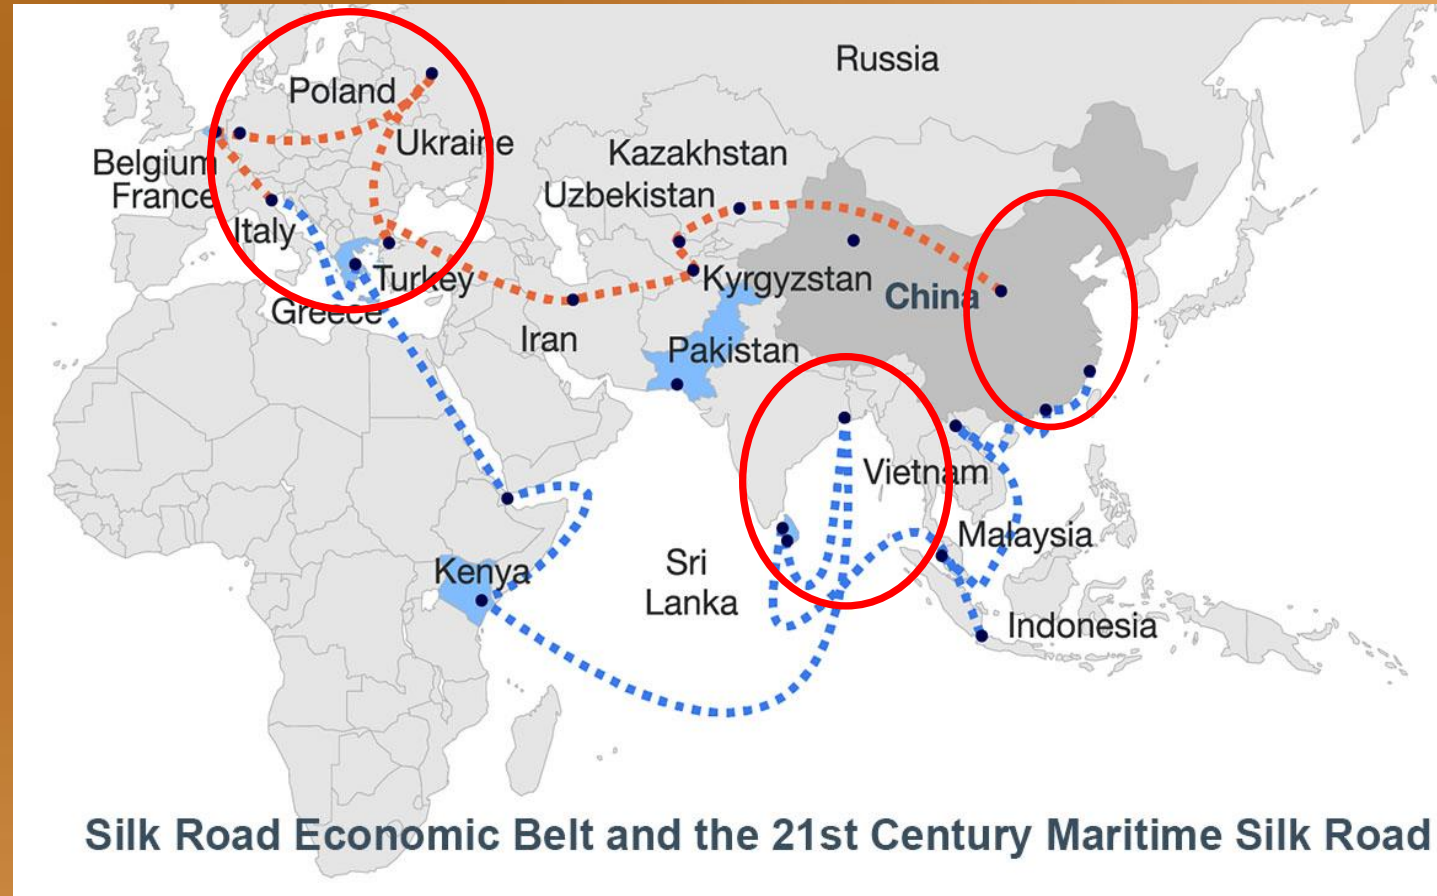 Russia
Poland
Ukraine
Kazakhstan
Belgium
France
Uzbekistan
Italy
Turkey
Kyrgyzstan
China
Greece
Iran
Pakistan
Vietnam
Malaysia
Sri
Lanka
Kenya
Indonesia
Silk Road Economic Belt and the 21st Century Maritime Silk Road